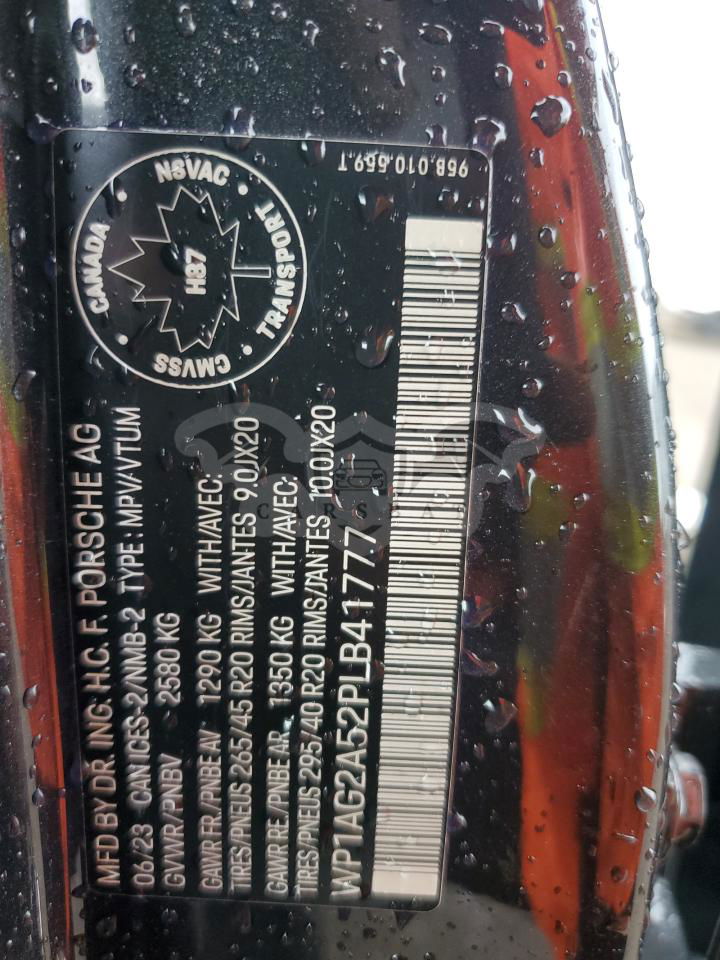 MFD BY DR. ING. H.C. F. PORSCHE AG
06/23 CAN ICES-2/NMB-2 TYPE: MPV/VTUM
GVWR/PNBV 2580 KG
GAWR FR./PNBE AV 1290 KG WITH/AVEC:
TIRES/PNEUS 265/45 R20 RIMS/JANTES 9.0JX20
GAWR RE./PNBE AR. 1350 KG WITH/AVEC:
TIRES/PNEUS 295/40 R20 RIMS/JANTES 10.0JX20
WP1AG2A52PLB41777
CANADA • NSVAC • TRANSPORT • CMVSS •
H87
95B.010.559.T
CARSPAC